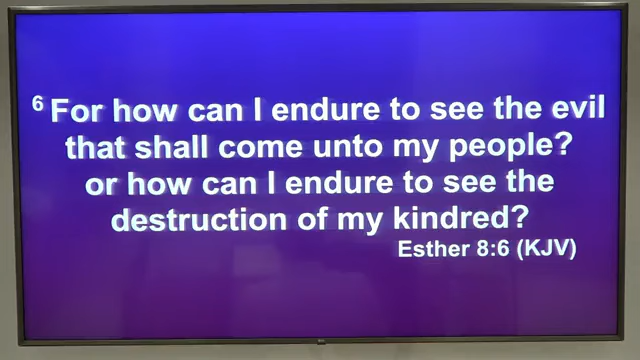 6 For how can I endure to see the evil
that shall come unto my people?
or how can I endure to see the
destruction of my kindred?
Esther 8:6 (KJV)